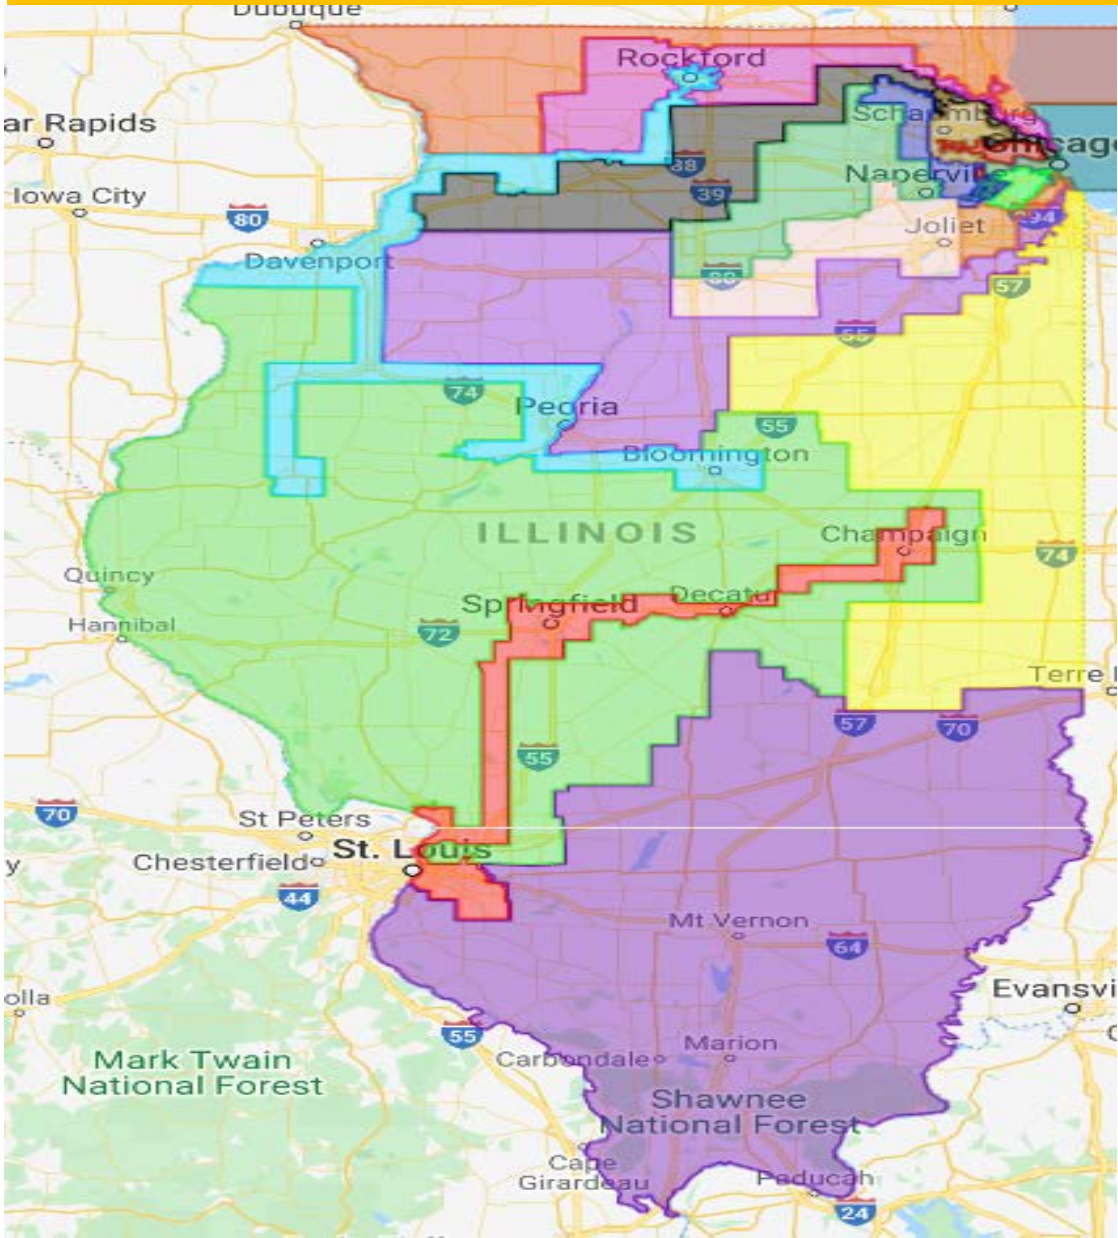 Dubuque
Rockford
ar Rapids
Schaumburg
Chicago
88
Iowa City
39
Naperville
80
294
Joliet
Davenport
80
57
55
74
Peoria
55
Bloomington
ILLINOIS
Champaign
74
Quincy
Springfield
Decatu
Hannibal
72
Terre
57
70
55
70
St Peters
y
Chesterfield
St. Louis
44
Mt Vernon
64
olla
Evansvi
55
Carbondale
Marion
Mark Twain
National Forest
Shawnee
National Forest
Cape
Girardeau
Paducah
24